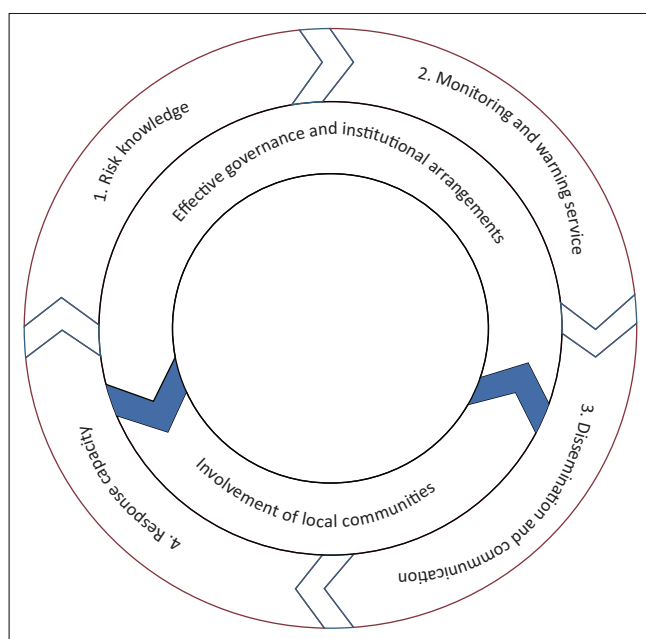 1. Risk knowledge
2. Monitoring and warning service
3. Dissemination and communication
4. Response capacity
Effective governance and institutional arrangements
Involvement of local communities